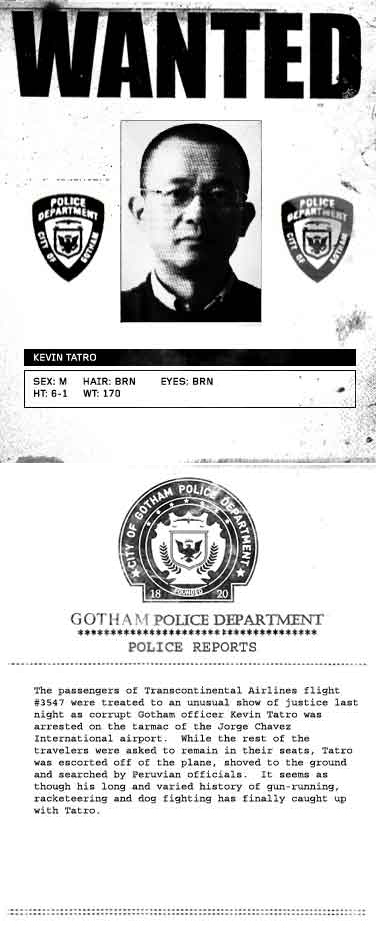 WANTED
POLICE
DEPARTMENT
CITY OF GOTHAM
POLICE
DEPARTMENT
CITY OF GOTHAM
KEVIN TATRO
SEX: M HAIR: BRN EYES: BRN
HT: 6-1 WT: 170
CITY OF GOTHAM POLICE DEPARTMENT
FOUNDED
18 20
GOTHAM POLICE DEPARTMENT
****************************************
POLICE REPORTS
The passengers of Transcontinental Airlines flight
#3547 were treated to an unusual show of justice last
night as corrupt Gotham officer Kevin Tatro was
arrested on the tarmac of the Jorge Chavez
International airport. While the rest of the
travelers were asked to remain in their seats, Tatro
was escorted off of the plane, shoved to the ground
and searched by Peruvian officials. It seems as
though his long and varied history of gun-running,
racketeering and dog fighting has finally caught up
with Tatro.